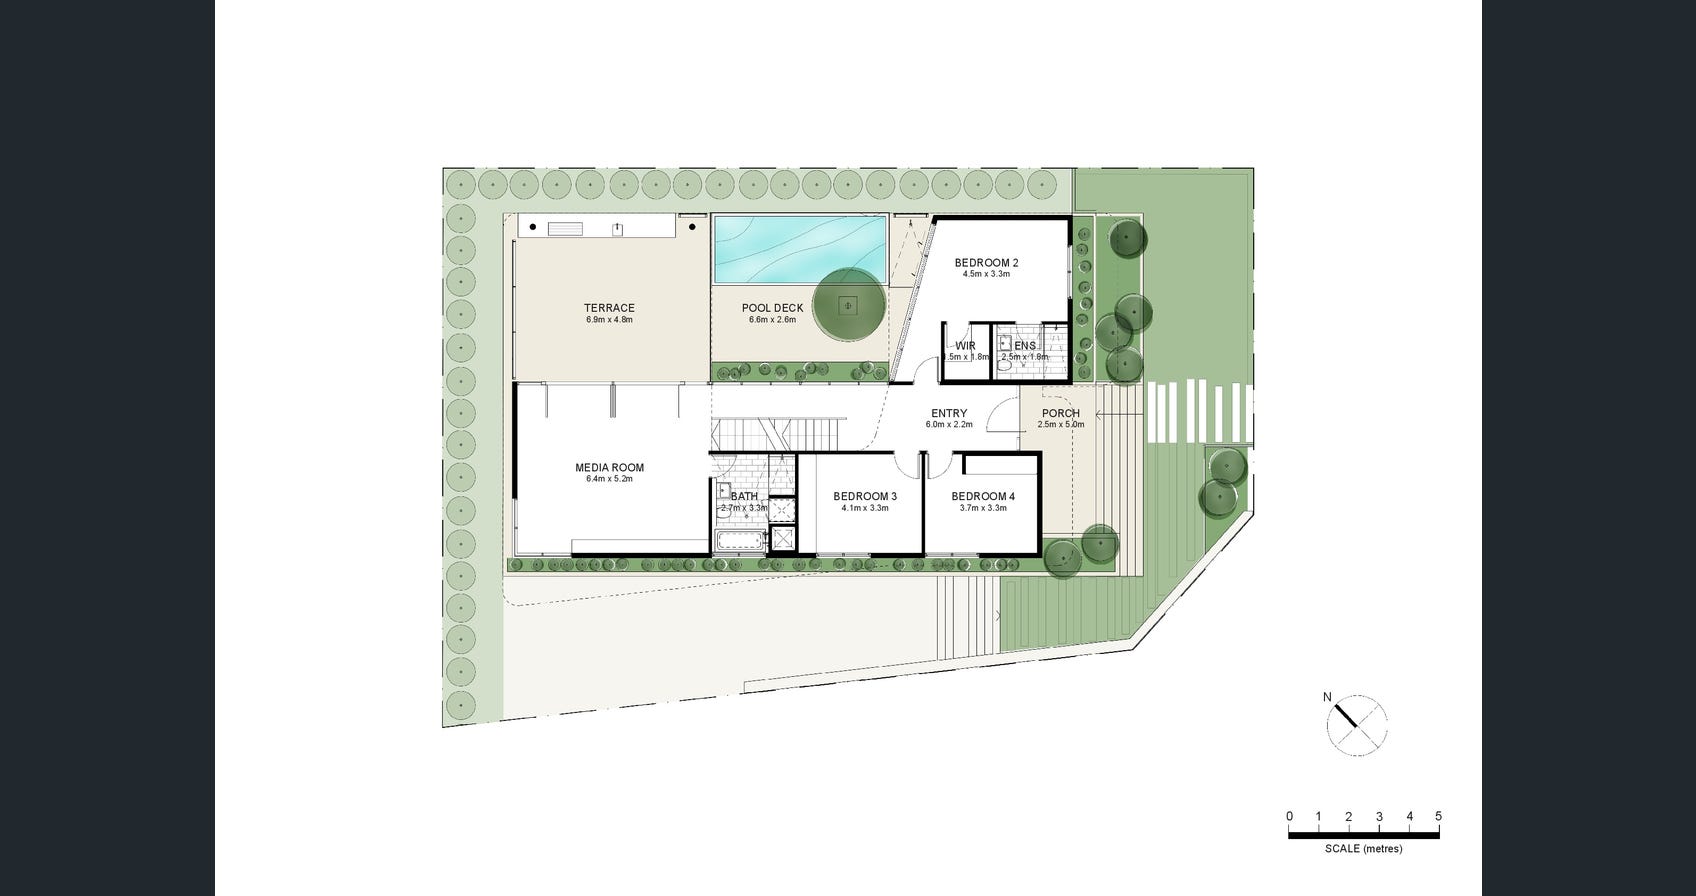 BEDROOM 2
4.5m x 3.3m
TERRACE
6.9m x 4.8m
POOL DECK
6.6m x 2.6m
WIR
1.5m x 1.8m
ENS
2.5m x 1.8m
ENTRY
6.0m x 2.2m
PORCH
2.5m x 5.0m
MEDIA ROOM
6.4m x 5.2m
BATH
2.7m x 3.3m
BEDROOM 3
4.1m x 3.3m
BEDROOM 4
3.7m x 3.3m
N
0 1 2 3 4 5
SCALE (metres)